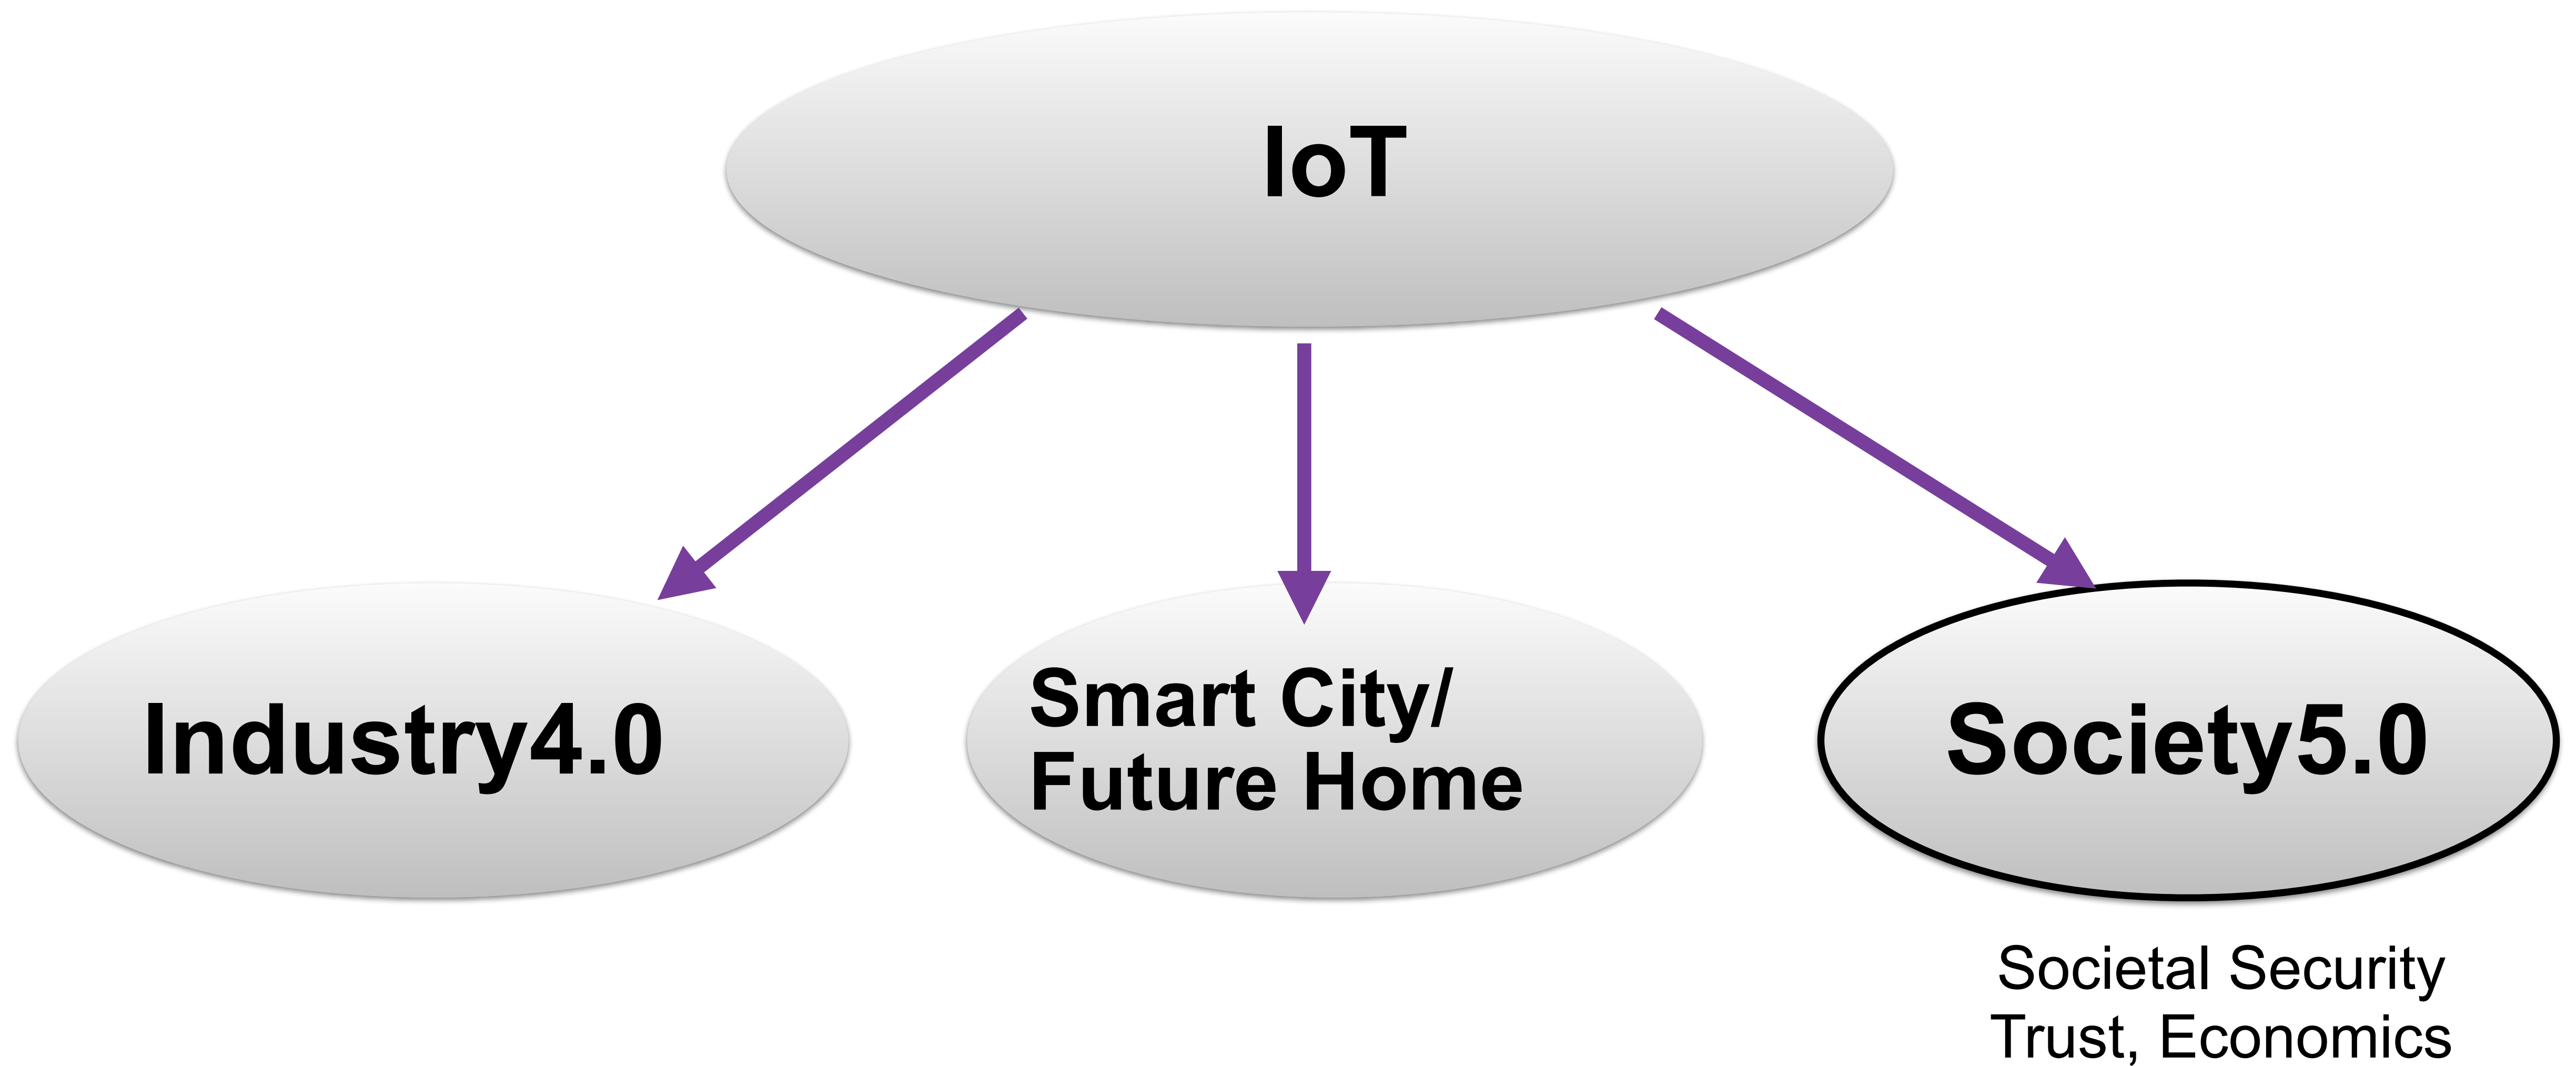 IoT
Industry4.0
Smart City/
Future Home
Society5.0
Societal Security
Trust, Economics